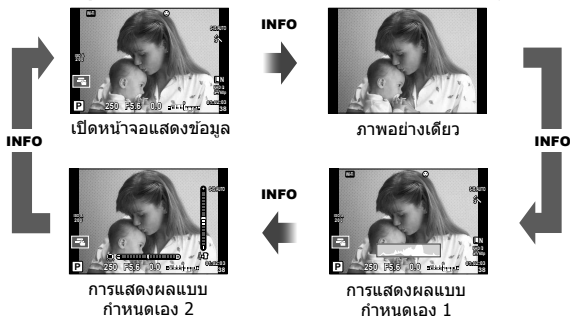 INFO
เปิดหน้าจอแสดงข้อมูล
ภาพอย่างเดียว
INFO
INFO
INFO
P 250 F5.6 0.0
38
P 250 F5.6 0.0
38
P 250 F5.6 0.0
38
การแสดงผลแบบ
กำหนดเอง 2
การแสดงผลแบบ
กำหนดเอง 1